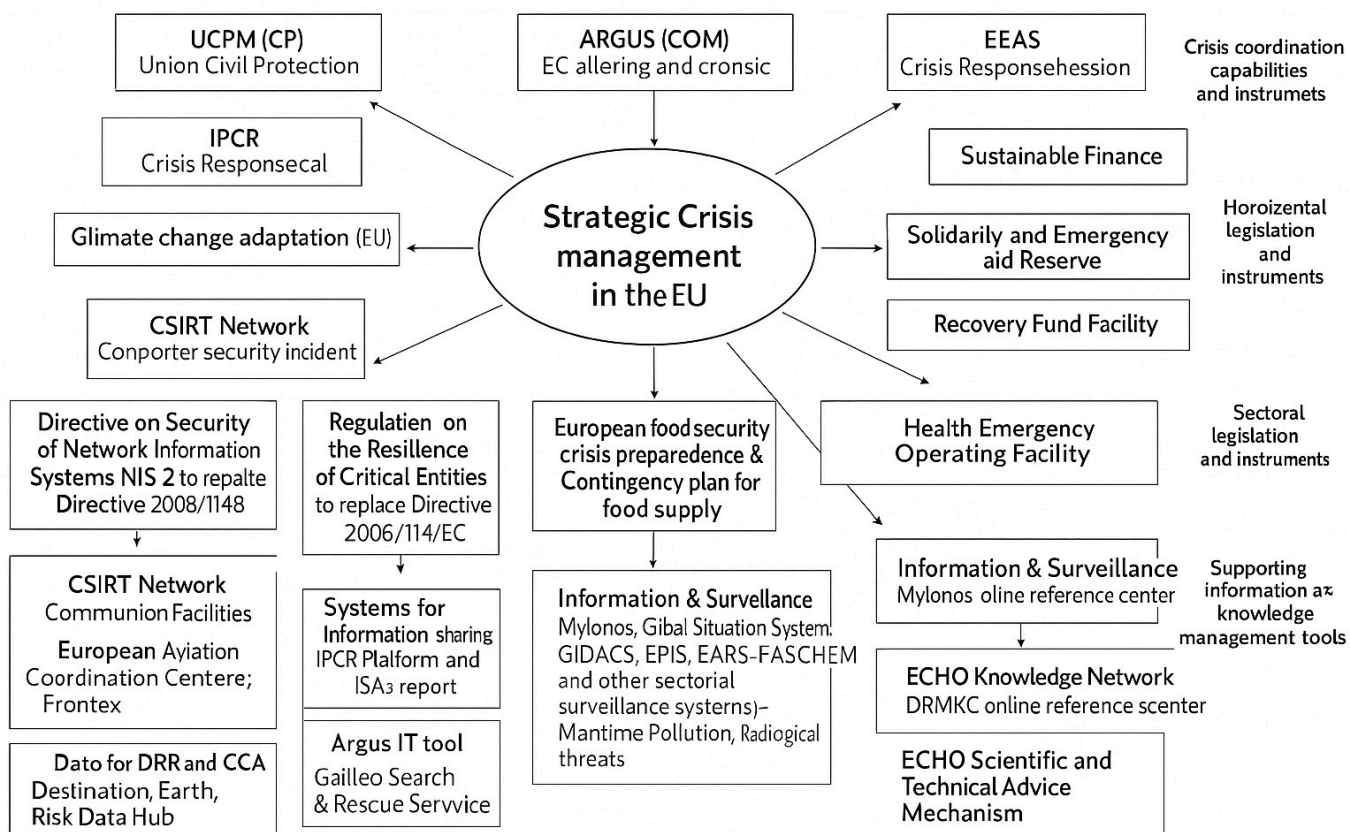 UCPM (CP)
Union Civil Protection
ARGUS (COM)
EC allering and cronsic
EEAS
Crisis Responsehession
Crisis coordination
capabilities
and instrumets
IPCR
Crisis Responsecal
Sustainable Finance
Strategic Crisis
management
in the EU
Glimate change adaptation (EU)
Solidarily and Emergency
aid Reserve
Horoizental
legislation
and
instruments
CSIRT Network
Conporter security incident
Recovery Fund Facility
Directive on Security
of Network Information
Systems NIS 2 to repalte
Directive 2008/1148
Regulation on
the Resillence
of Critical Entities
to replace Directive
2006/114/EC
European food security
crisis preparedence &
Contingency plan for
food supply
Health Emergency
Operating Facility
Sectoral
legislation
and instruments
CSIRT Network
Communion Facilities
European Ayiation
Coordination Centere;
Frontex
Systems for
Information sharing
IPCR Plalform and
ISA3 report
Information & Survellance
Mylonos, Gibal Situation System:
GIDACS, EPIS, EARS-FASCHEM
and other sectorial
surveillance systems)–
Mantime Pollution, Radiogical
threats
Information & Surveillance
Mylonos oline reference center
Supporting
information az
knowledge
management tools
ECHO Knowledge Network
DRMKC online reference scenter
Dato for DRR and CCA
Destination, Earth,
Risk Data Hub
Argus IT tool
Gailleo Search
& Rescue Servvice
ECHO Scientific and
Technical Advice
Mechanism